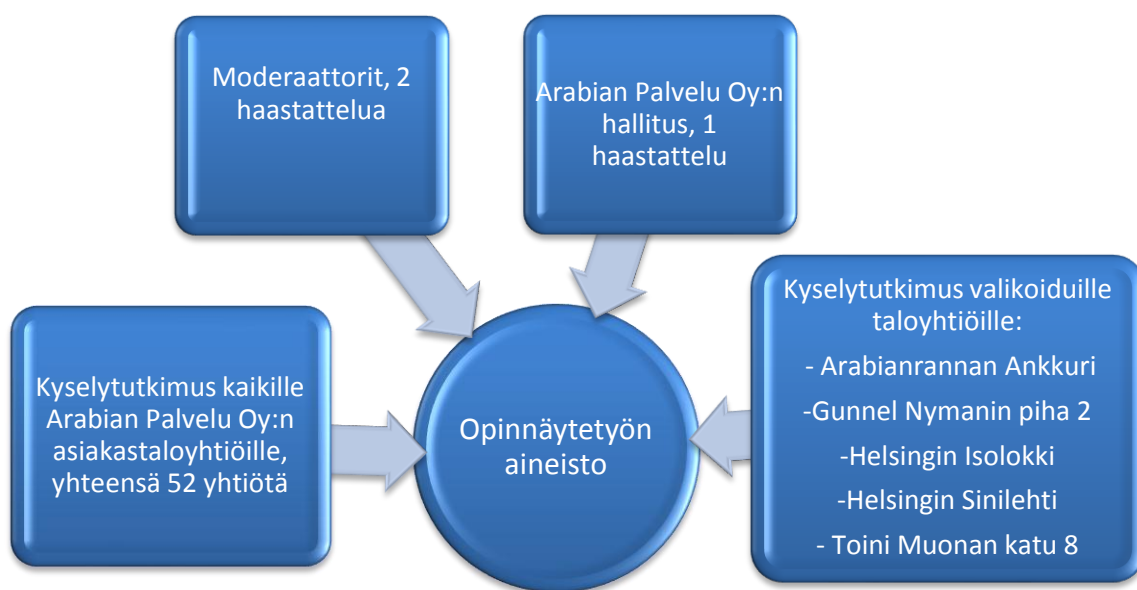 Moderaattorit, 2
haastattelua
Arabian Palvelu Oy:n
hallitus, 1
haastattelu
Kyselytutkimus kaikille
Arabian Palvelu Oy:n
asiakastaloyhtiöille,
yhteensä 52 yhtiötä
Opinnäytetyön
aineisto
Kyselytutkimus valikoiduille
taloyhtiöille:
- Arabianrannan Ankkuri
-Gunnel Nymanin piha 2
-Helsingin Isolokki
-Helsingin Sinilehti
- Toini Muonan katu 8